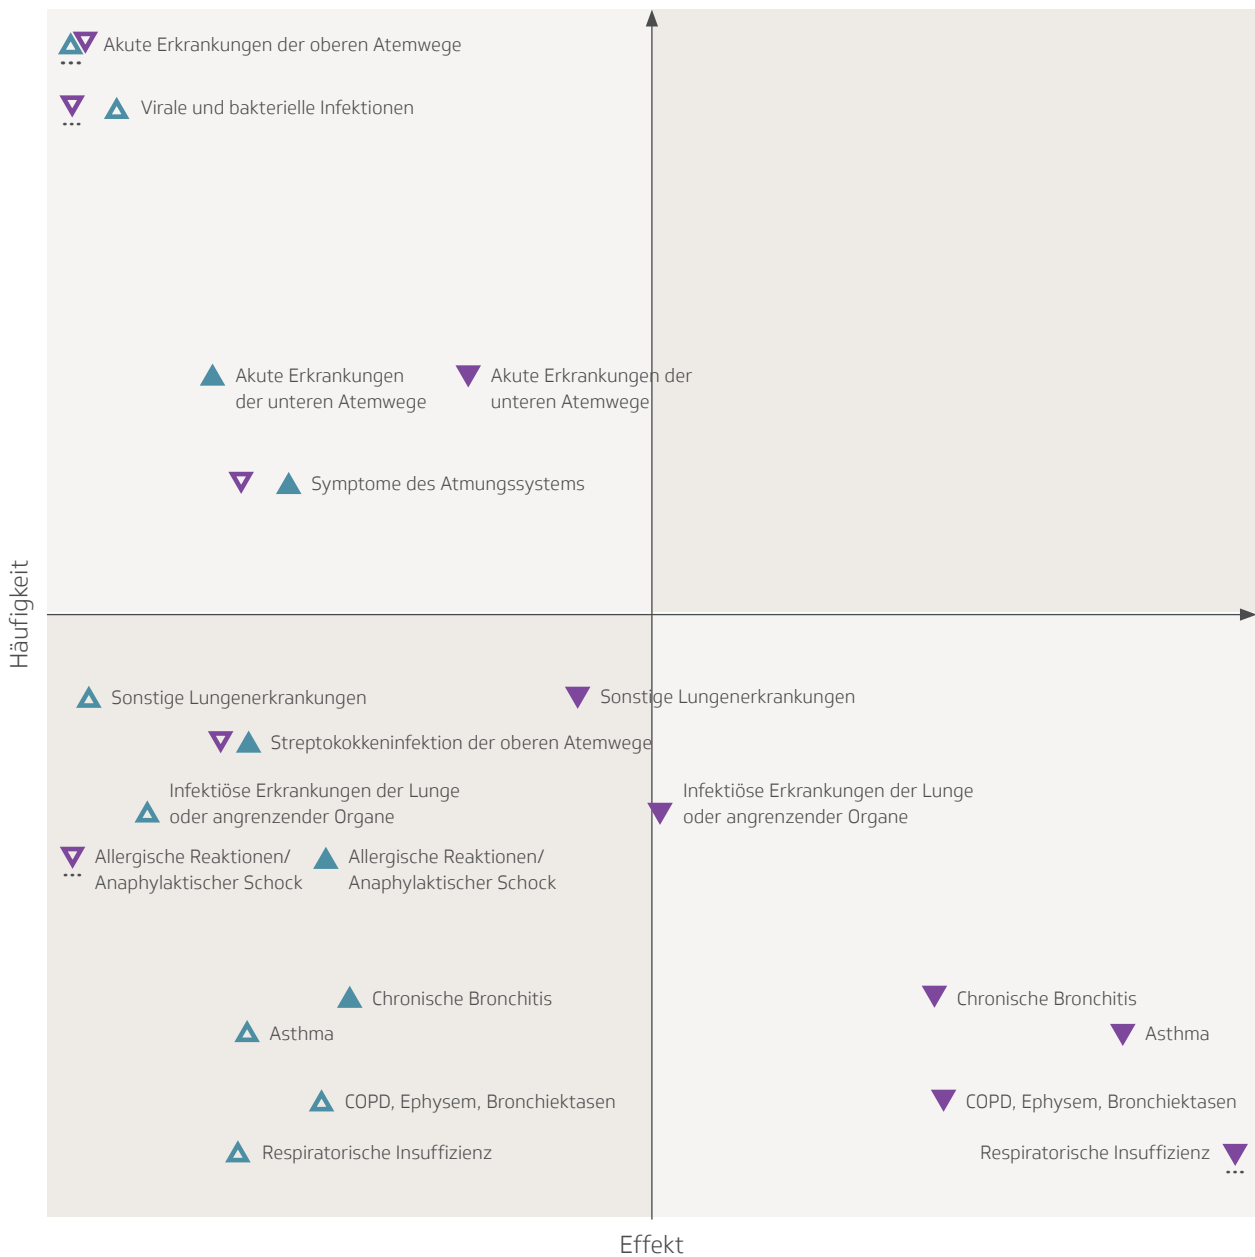 Akute Erkrankungen der oberen Atemwege
Virale und bakterielle Infektionen
Akute Erkrankungen
der unteren Atemwege
Akute Erkrankungen der
unteren Atemwege
Symptome des Atmungssystems
Häufigkeit
Sonstige Lungenerkrankungen
Sonstige Lungenerkrankungen
Streptokokkeninfektion der oberen Atemwege
Infektiöse Erkrankungen der Lunge
oder angrenzender Organe
Infektiöse Erkrankungen der Lunge
oder angrenzender Organe
Allergische Reaktionen/
Anaphylaktischer Schock
Allergische Reaktionen/
Anaphylaktischer Schock
Chronische Bronchitis
Chronische Bronchitis
Asthma
Asthma
COPD, Ephysem, Bronchiektasen
COPD, Ephysem, Bronchiektasen
Respiratorische Insuffizienz
Respiratorische Insuffizienz
Effekt